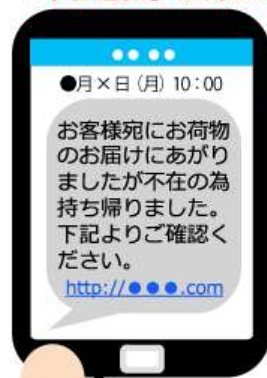 ●●●●
●月×日(月) 10:00
お客様宛にお荷物
のお届けにあがり
ましたが不在の為
持ち帰りました。
下記よりご確認く
ださい。
http://●●●.com